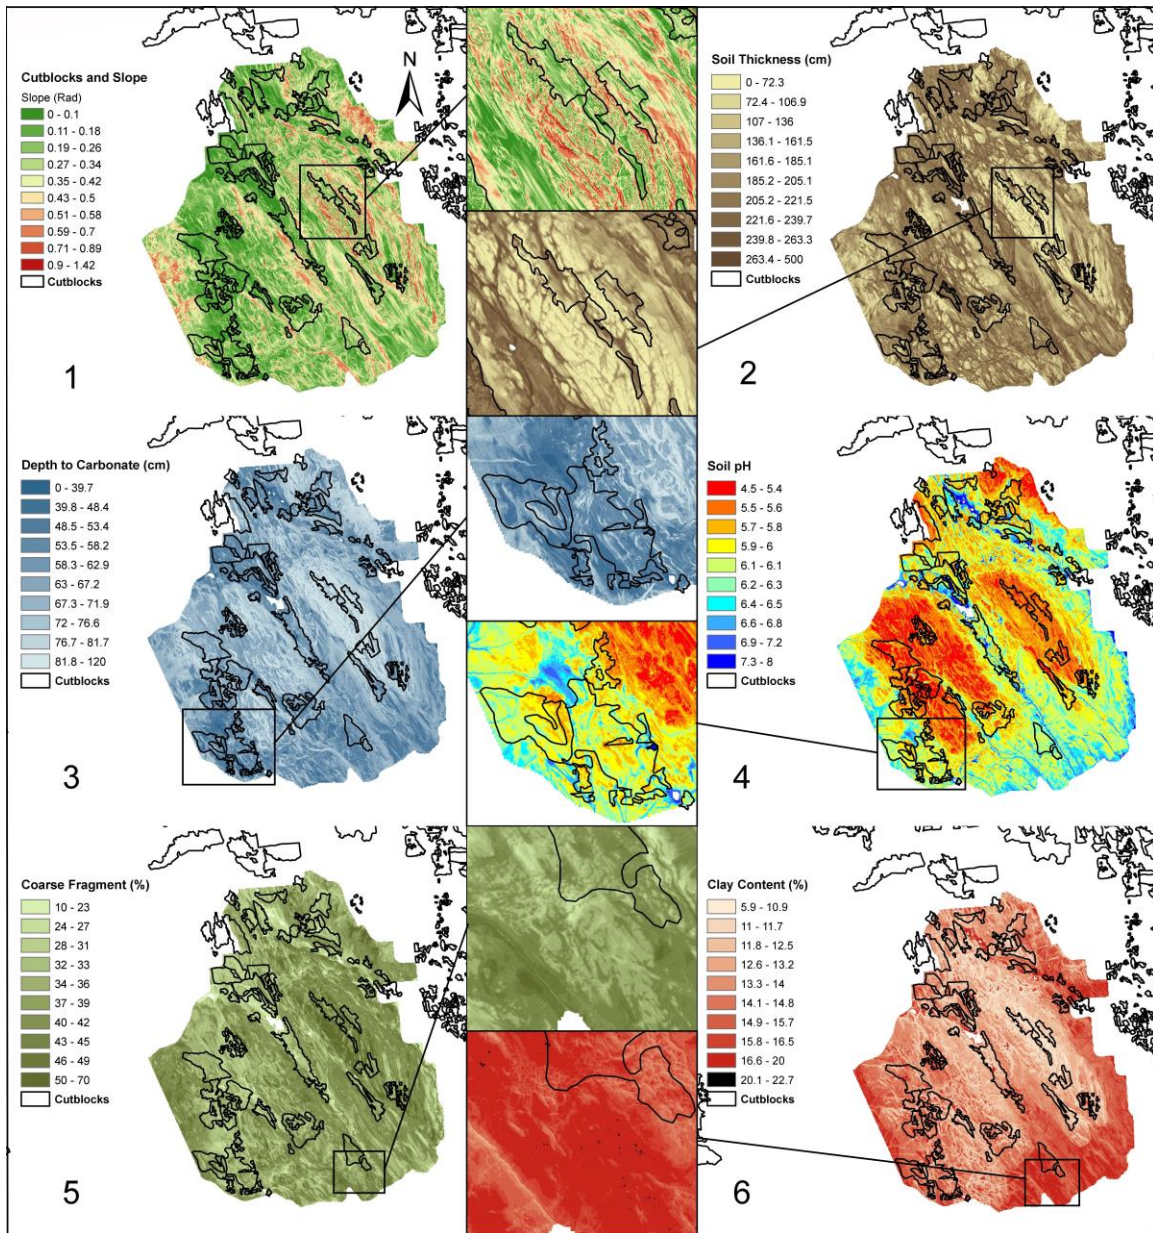 Cutblocks and Slope
Slope (Rad)
0 - 0.1
0.11 - 0.18
0.19 - 0.26
0.27 - 0.34
0.35 - 0.42
0.43 - 0.5
0.51 - 0.58
0.59 - 0.7
0.71 - 0.89
0.9 - 1.42
Cutblocks
N
1
Soil Thickness (cm)
0 - 72.3
72.4 - 106.9
107 - 136
136.1 - 161.5
161.6 - 185.1
185.2 - 205.1
205.2 - 221.5
221.6 - 239.7
239.8 - 263.3
263.4 - 500
Cutblocks
2
Depth to Carbonate (cm)
0 - 39.7
39.8 - 48.4
48.5 - 53.4
53.5 - 58.2
58.3 - 62.9
63 - 67.2
67.3 - 71.9
72 - 76.6
76.7 - 81.7
81.8 - 120
Cutblocks
3
Soil pH
4.5 - 5.4
5.5 - 5.6
5.7 - 5.8
5.9 - 6
6.1 - 6.1
6.2 - 6.3
6.4 - 6.5
6.6 - 6.8
6.9 - 7.2
7.3 - 8
Cutblocks
4
Coarse Fragment (%)
10 - 23
24 - 27
28 - 31
32 - 33
34 - 36
37 - 39
40 - 42
43 - 45
46 - 49
50 - 70
Cutblocks
5
Clay Content (%)
5.9 - 10.9
11 - 11.7
11.8 - 12.5
12.6 - 13.2
13.3 - 14
14.1 - 14.8
14.9 - 15.7
15.8 - 16.5
16.6 - 20
20.1 - 22.7
Cutblocks
6